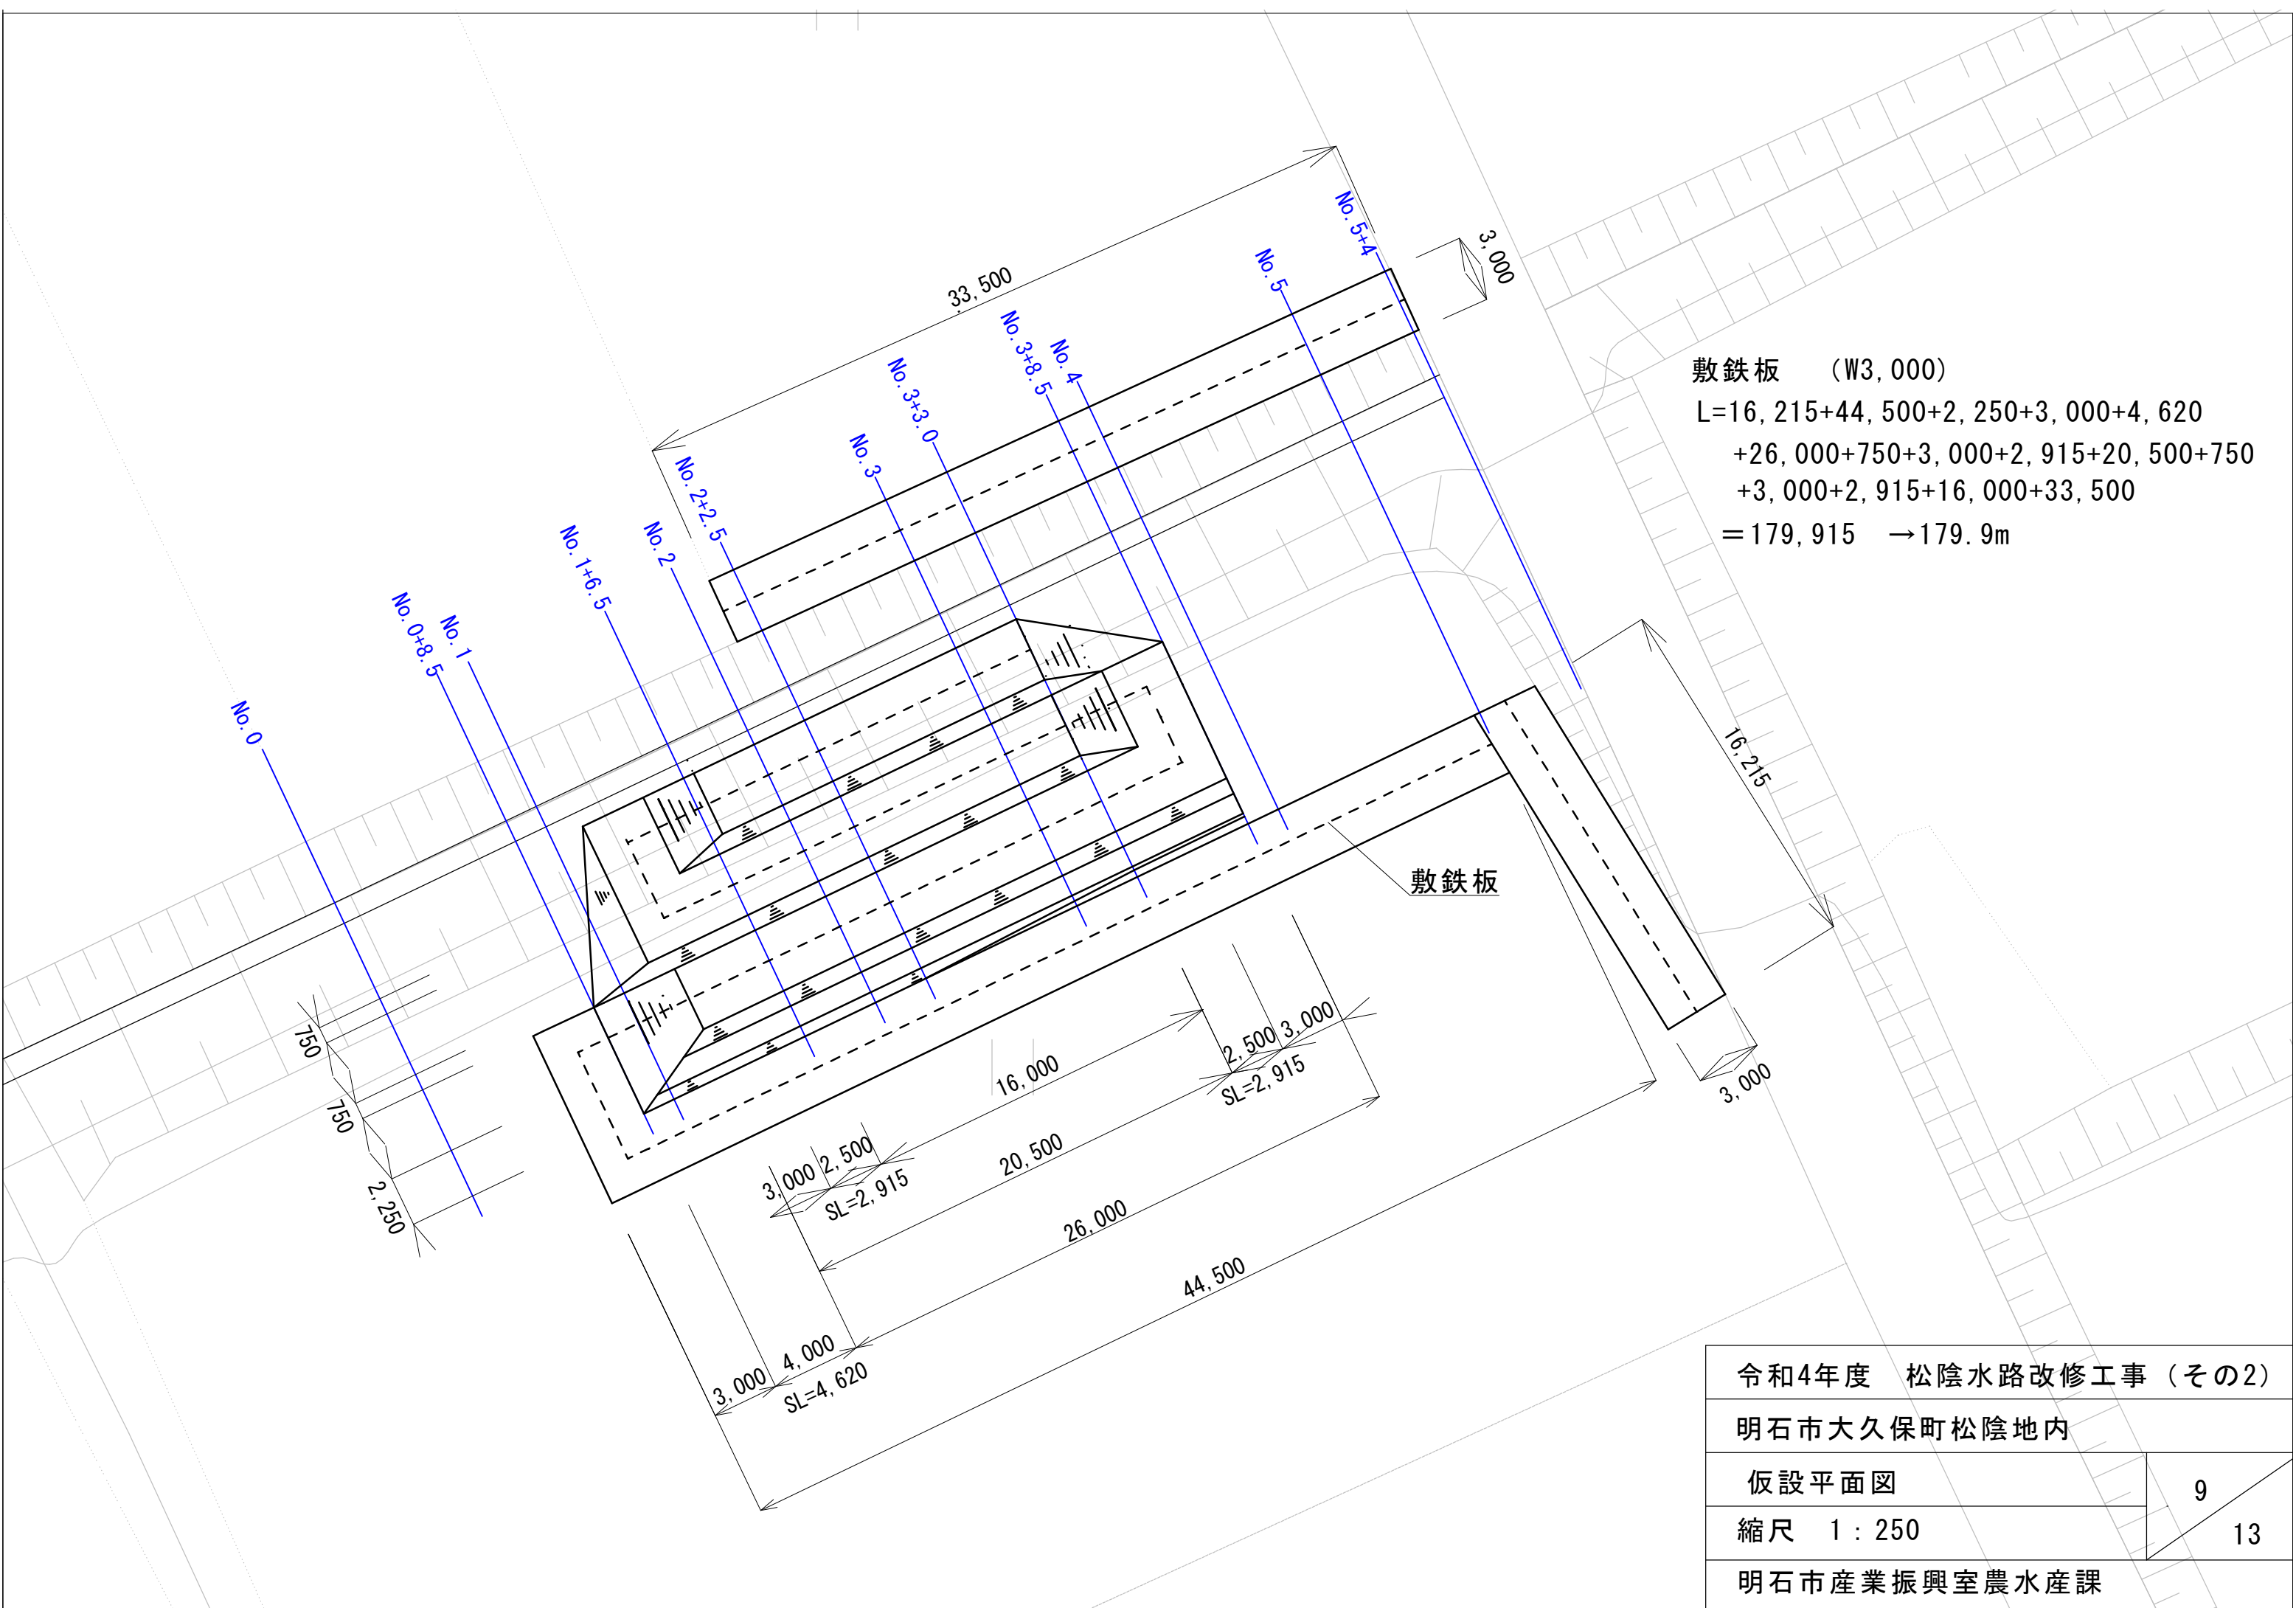 33,500
3,000
No.5+4
No.5
No.4
No.3+8.5
No.3+3.0
No.3
No.2+2.5
No.2
No.1+6.5
No.1
No.0+8.5
No.0
敷鉄板 (W3,000)
L=16,215+44,500+2,250+3,000+4,620
+26,000+750+3,000+2,915+20,500+750
+3,000+2,915+16,000+33,500
=179,915 →179.9m
16,215
敷鉄板
3,000
750
750
2,250
16,000
2,500 3,000
SL=2,915
3,000 2,500
SL=2,915
20,500
26,000
44,500
3,000 4,000
SL=4,620
令和4年度 松陰水路改修工事(その2)
明石市大久保町松陰地内
仮設平面図
9
縮尺 1:250
13
明石市産業振興室農水産課